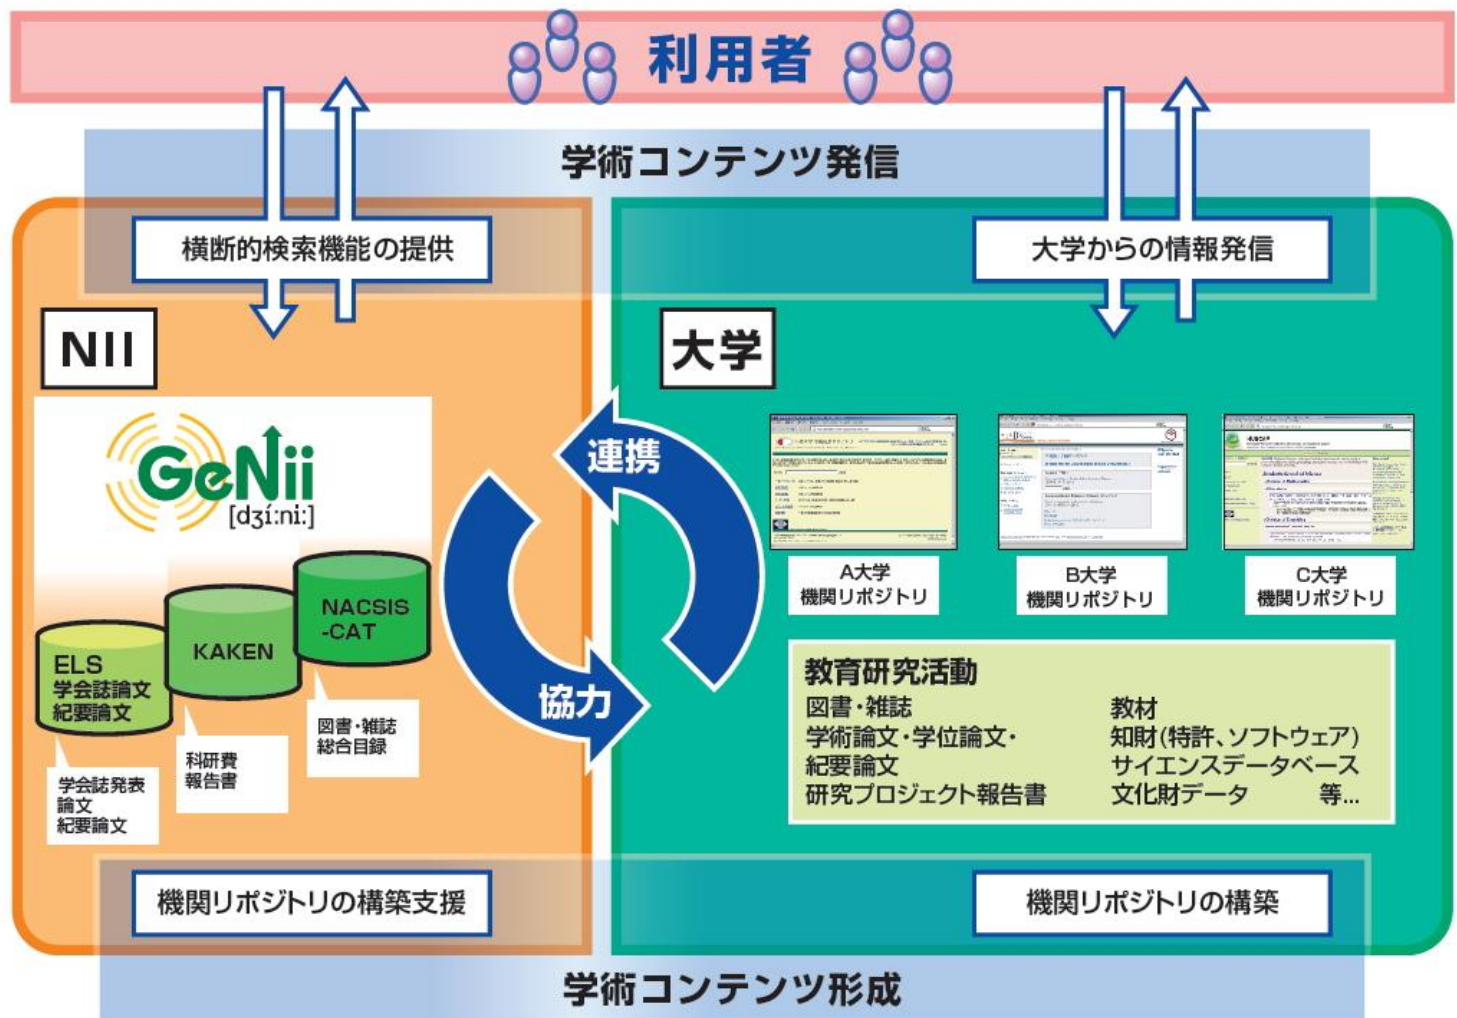 利用者
学術コンテンツ発信
横断的検索機能の提供
大学からの情報発信
NII
GeNii
[dʒíːniː]
ELS
学会誌論文
紀要論文
KAKEN
NACSIS
-CAT
学会誌発表
論文
紀要論文
科研費
報告書
図書・雑誌
総合目録
連携
協力
大学
A大学
機関リポジトリ
B大学
機関リポジトリ
C大学
機関リポジトリ
教育研究活動
図書・雑誌
学術論文・学位論文・
紀要論文
研究プロジェクト報告書
教材
知財(特許、ソフトウェア)
サイエンスデータベース
文化財データ 等...
機関リポジトリの構築支援
機関リポジトリの構築
学術コンテンツ形成